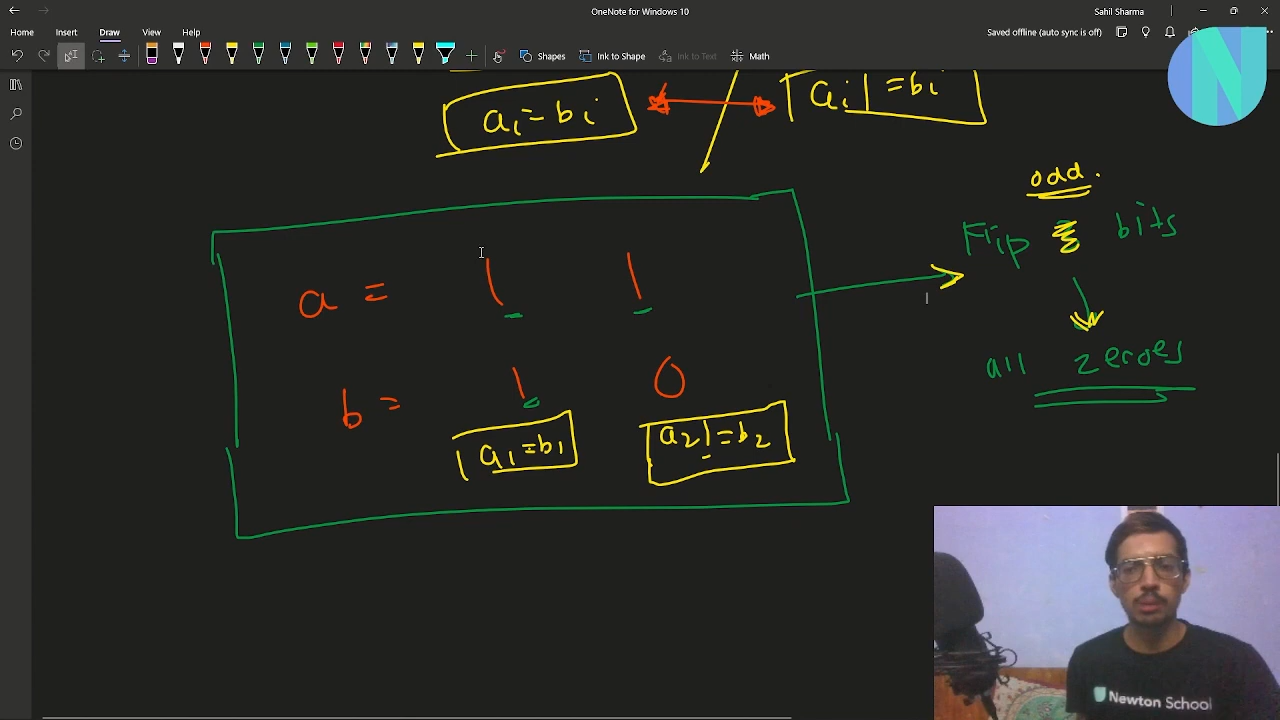 OneNote for Windows 10
Sahil Sharma
Home Insert Draw View Help
Saved offline (auto sync is off)
Shapes Ink to Shape Ink to Text Math
ai = bi
ai| = bi
odd.
Flip bits
all zeroes
a = 1 1
b = 1 0
a1=b1
a2|=b2
Newton School